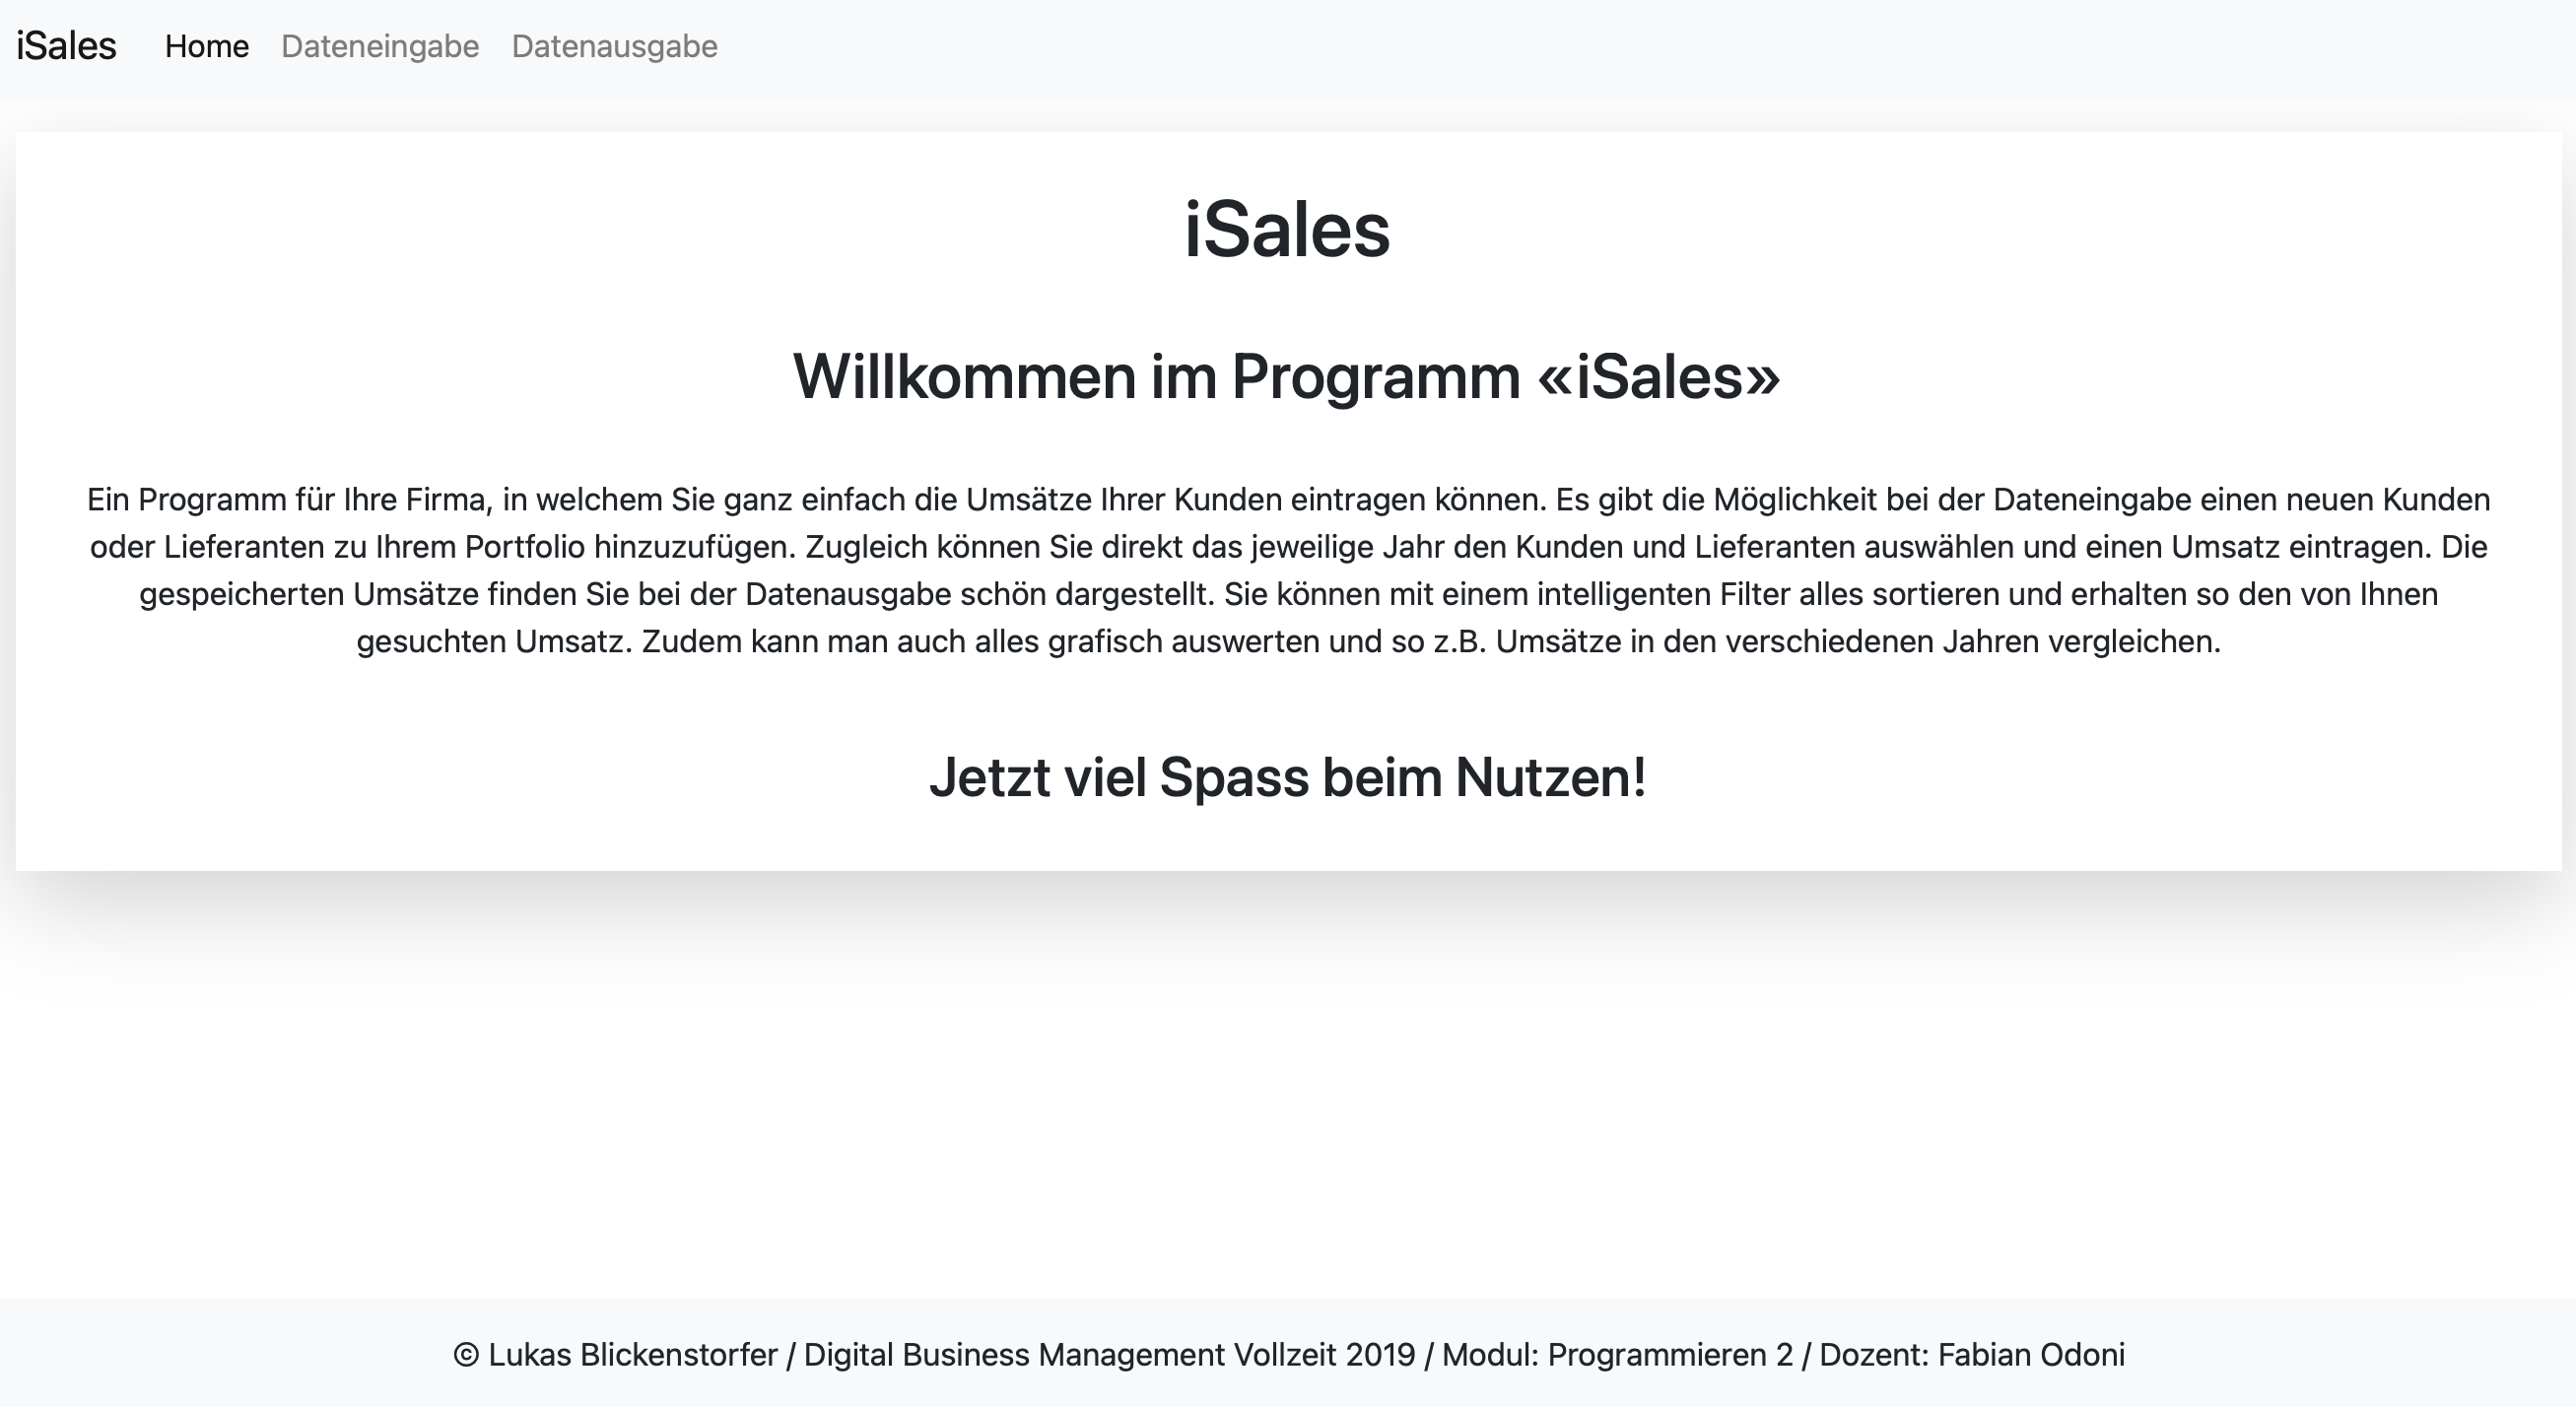 iSales Home Dateneingabe Datenausgabe
iSales
Willkommen im Programm «iSales»
Ein Programm für Ihre Firma, in welchem Sie ganz einfach die Umsätze Ihrer Kunden eintragen können. Es gibt die Möglichkeit bei der Dateneingabe einen neuen Kunden
oder Lieferanten zu Ihrem Portfolio hinzuzufügen. Zugleich können Sie direkt das jeweilige Jahr den Kunden und Lieferanten auswählen und einen Umsatz eintragen. Die
gespeicherten Umsätze finden Sie bei der Datenausgabe schön dargestellt. Sie können mit einem intelligenten Filter alles sortieren und erhalten so den von Ihnen
gesuchten Umsatz. Zudem kann man auch alles grafisch auswerten und so z.B. Umsätze in den verschiedenen Jahren vergleichen.
Jetzt viel Spass beim Nutzen!
© Lukas Blickenstorfer / Digital Business Management Vollzeit 2019 / Modul: Programmieren 2 / Dozent: Fabian Odoni